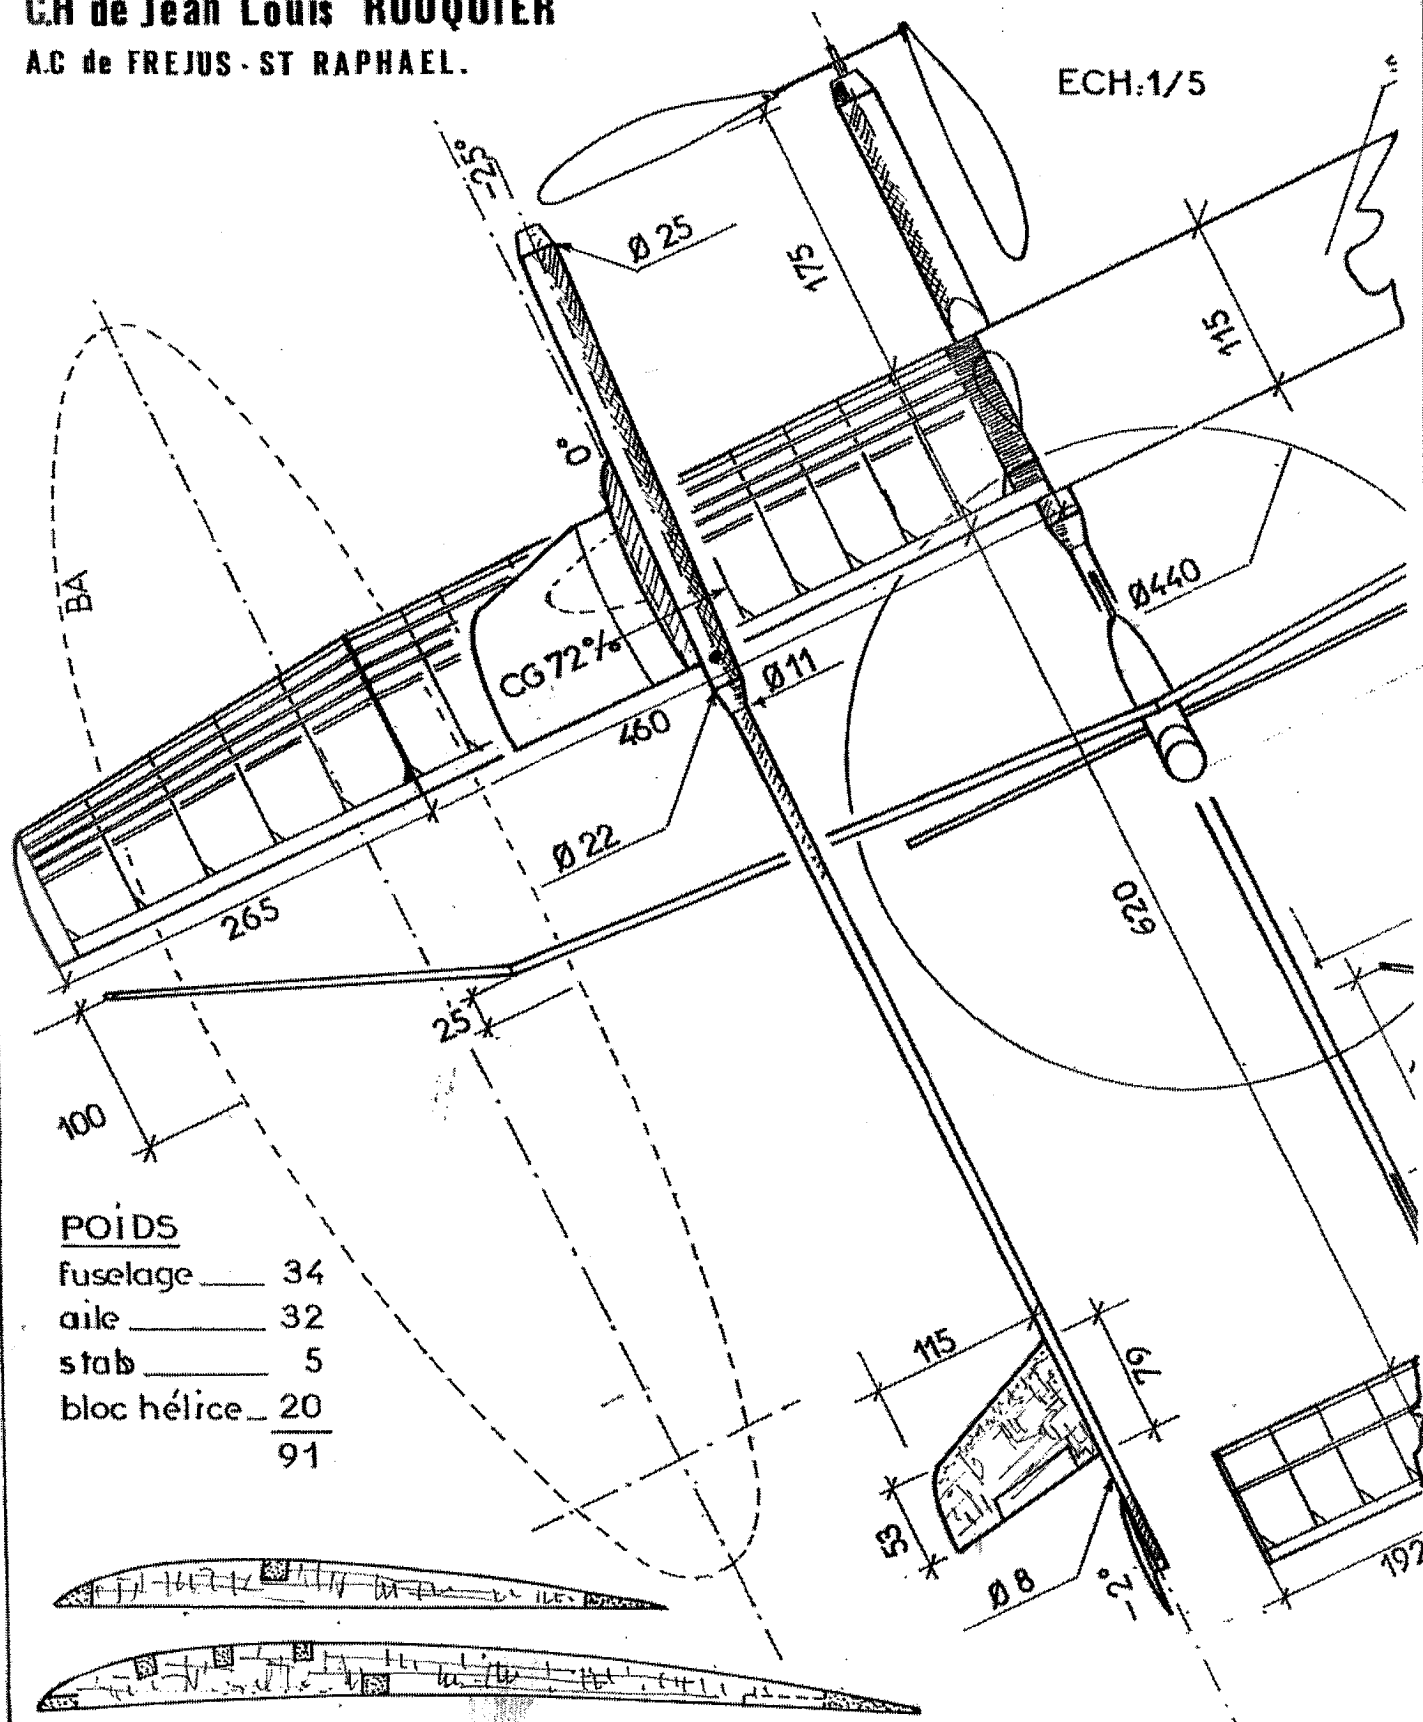 C.H de Jean Louis ROUQUIER
A.C de FREJUS · ST RAPHAEL.
ECH:1/5
-25°
Ø 25
175
115
0°
BA
Ø440
CG 72%
Ø 11
460
Ø 22
265
620
25
100
POiDS
fuselage 34
aile 32
stab 5
bloc hélice 20
91
115
79
53
Ø 8
-2°
192